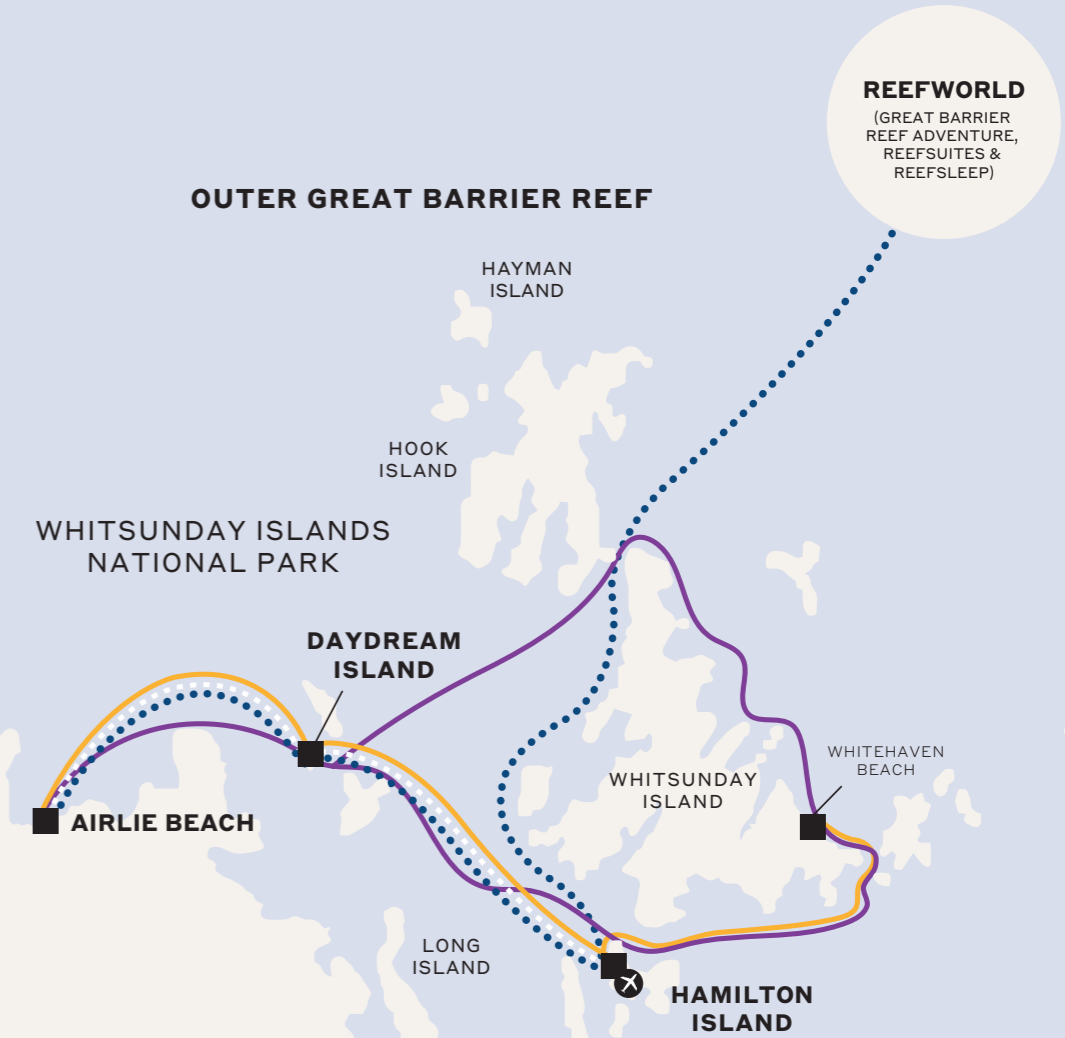 REEFWORLD
(GREAT BARRIER
REEF ADVENTURE,
REEFSUITES &
REEFSLEEP)
OUTER GREAT BARRIER REEF
HAYMAN
ISLAND
HOOK
ISLAND
WHITSUNDAY ISLANDS
NATIONAL PARK
DAYDREAM
ISLAND
WHITEHAVEN
BEACH
WHITSUNDAY
ISLAND
AIRLIE BEACH
LONG
ISLAND
HAMILTON
ISLAND